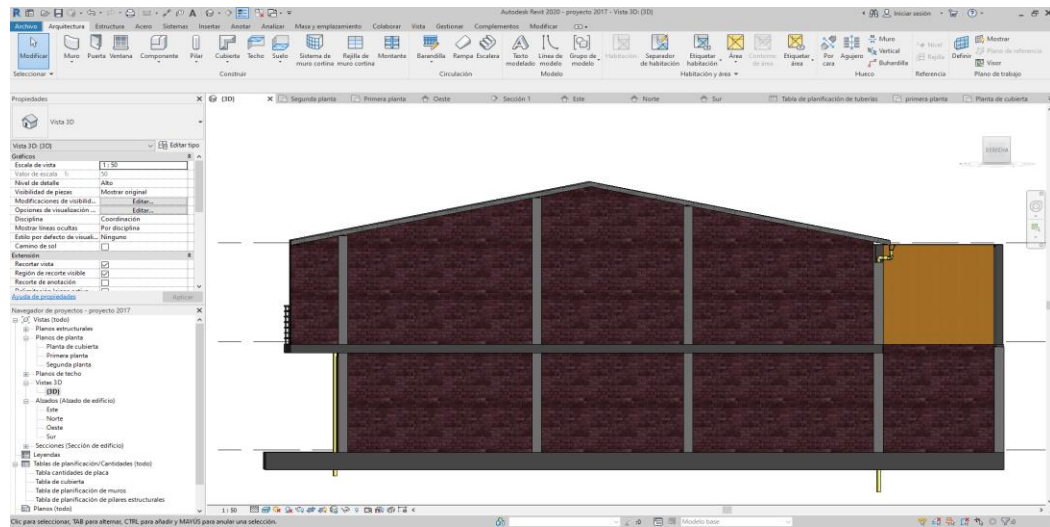 Autodesk Revit 2020 - proyecto 2017 - Vista 3D: {3D}
Iniciar sesión
Archivo Arquitectura Estructura Acero Sistemas Insertar Anotar Analizar Masa y emplazamiento Colaborar Vista Gestionar Complementos Modificar
Modificar Muro Puerta Ventana Componente Pilar Cubierta Techo Suelo Sistema de muro cortina Rejilla de muro cortina Montante Barandilla Rampa Escalera Texto modelado Línea de modelo Grupo de modelo Habitación Separador de habitación Etiquetar habitación Área Contorno de área Etiquetar área Por cara Agujero Muro Vertical Buhardilla Nivel Rejilla Definir Mostrar Plano de referencia Visor
Seleccionar Construir Circulación Modelo Habitación y área Hueco Referencia Plano de trabajo
Propiedades
{3D} Segunda planta Primera planta Oeste Sección 1 Este Norte Sur Tabla de planificación de tuberías primera planta Planta de cubierta
Vista 3D
Vista 3D: {3D} Editar tipo
Gráficos
Escala de vista 1 : 50
Valor de escala 1: 50
Nivel de detalle Alto
Visibilidad de piezas Mostrar original
Modificaciones de visibilid... Editar...
Opciones de visualización ... Editar...
Disciplina Coordinación
Mostrar líneas ocultas Por disciplina
Estilo por defecto de visuali... Ninguno
Camino de sol
Extensión
Recortar vista
Región de recorte visible
Recorte de anotación
Ayuda de propiedades Aplicar
DERECHA
Navegador de proyectos - proyecto 2017
Vistas (todo)
Planos estructurales
Planos de planta
Planta de cubierta
Primera planta
Segunda planta
Planos de techo
Vistas 3D
{3D}
Alzados (Alzado de edificio)
Este
Norte
Oeste
Sur
Secciones (Sección de edificio)
Leyendas
Tablas de planificación/Cantidades (todo)
Tabla cantidades de placa
Tabla de cubierta
Tabla de planificación de muros
Tabla de planificación de pilares estructurales
Planos (todo)
1 : 50
Clic para seleccionar, TAB para alternar, CTRL para añadir y MAYÚS para anular una selección.
:0 Modelo base